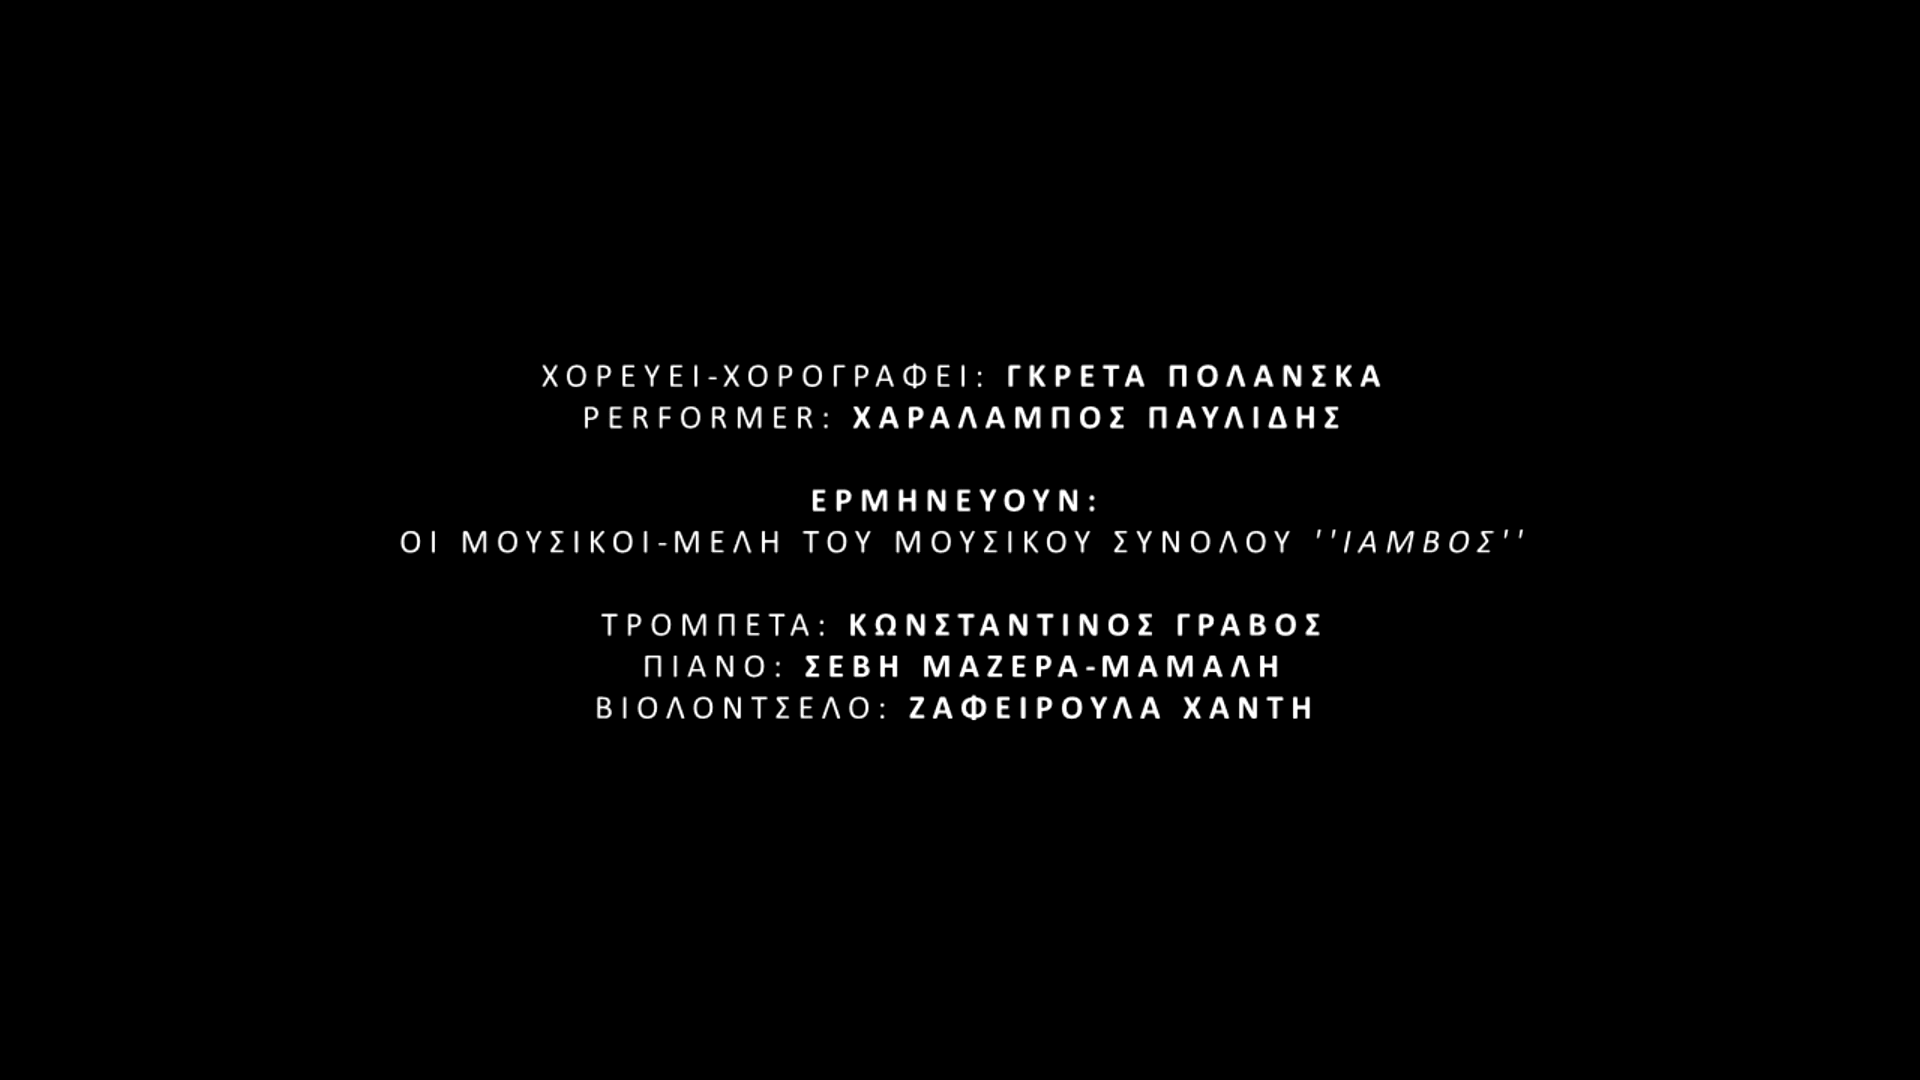 ΧΟΡΕΥΕΙ-ΧΟΡΟΓΡΑΦΕΙ: ΓΚΡΕΤΑ ΠΟΛΑΝΣΚΑ
PERFORMER: ΧΑΡΑΛΑΜΠΟΣ ΠΑΥΛΙΔΗΣ
ΕΡΜΗΝΕΥΟΥΝ:
ΟΙ ΜΟΥΣΙΚΟΙ-ΜΕΛΗ ΤΟΥ ΜΟΥΣΙΚΟΥ ΣΥΝΟΛΟΥ ''ΙΑΜΒΟΣ''
ΤΡΟΜΠΕΤΑ: ΚΩΝΣΤΑΝΤΙΝΟΣ ΓΡΑΒΟΣ
ΠΙΑΝΟ: ΣΕΒΗ ΜΑΖΕΡΑ-ΜΑΜΑΛΗ
ΒΙΟΛΟΝΤΣΕΛΟ: ΖΑΦΕΙΡΟΥΛΑ ΧΑΝΤΗ